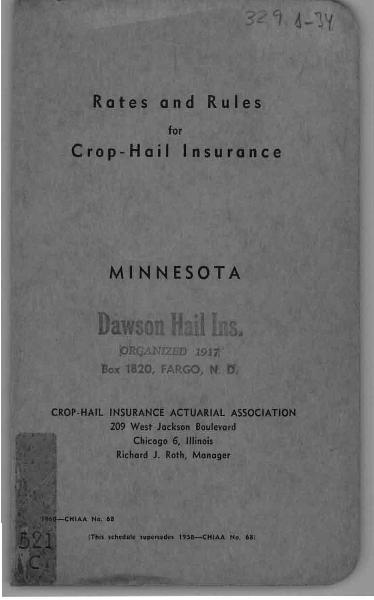 329.1-34
Rates and Rules
for
Crop-Hail Insurance
MINNESOTA
Dawson Hail Ins.
ORGANIZED 1917
Box 1820, FARGO, N. D.
CROP-HAIL INSURANCE ACTUARIAL ASSOCIATION
209 West Jackson Boulevard
Chicago 6, Illinois
Richard J. Roth, Manager
1960—CHIAA No. 68
(This schedule supersedes 1958—CHIAA No. 68)
521
C